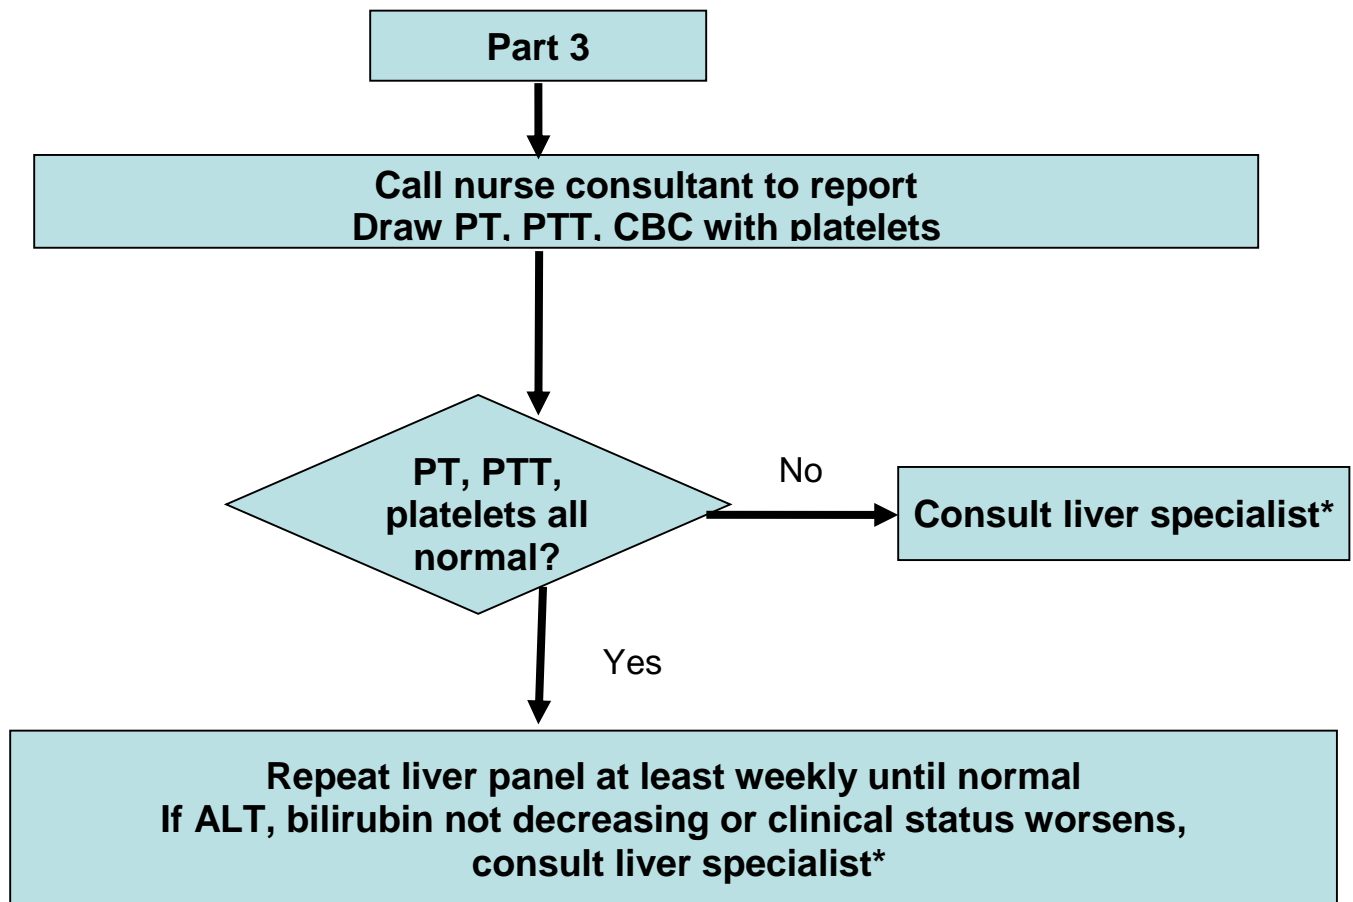 Part 3
Call nurse consultant to report
Draw PT, PTT, CBC with platelets
PT, PTT,
platelets all
normal?
No
Consult liver specialist*
Yes
Repeat liver panel at least weekly until normal
If ALT, bilirubin not decreasing or clinical status worsens,
consult liver specialist*